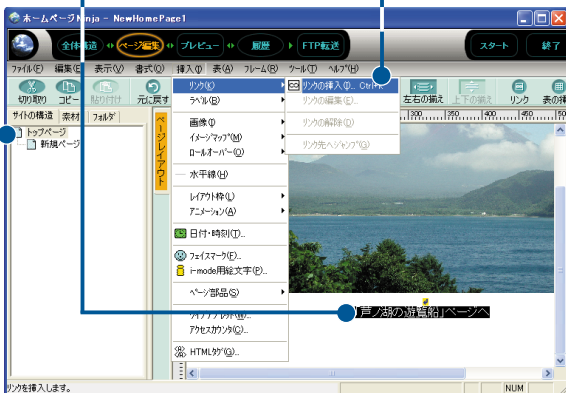 ホームページNinja - NewHomePage1
全体構造 ページ編集 プレビュー 履歴 FTP転送 スタート 終了
ファイル(F) 編集(E) 表示(V) 書式(O) 挿入(I) 表(A) フレーム(R) ツール(T) ヘルプ(H)
切り取り コピー 貼り付け 元に戻す 左右の揃え 上下の揃え リンク 表の挿
リンク(K)
リンクの挿入(I)... Ctrl+K
ラベル(B)
リンクの編集(E)...
画像(I)
リンクの解除(D)
イメージマップ(M)
リンク先へジャンプ(G)
ロールオーバー(O)
水平線(H)
レイアウト枠(L)
アニメーション(A)
日付・時刻(T)...
フェイスマーク(F)...
i-mode用絵文字(P)...
ページ部品(S)
アクセスカウンタ(C)...
HTMLタグ(G)...
サイトの構造 素材 フォルダ
トップページ
新規ページ
ページレイアウト
300 350 400 450 50
「芦ノ湖の遊覧船」ページへ
リンクを挿入します。
NUM